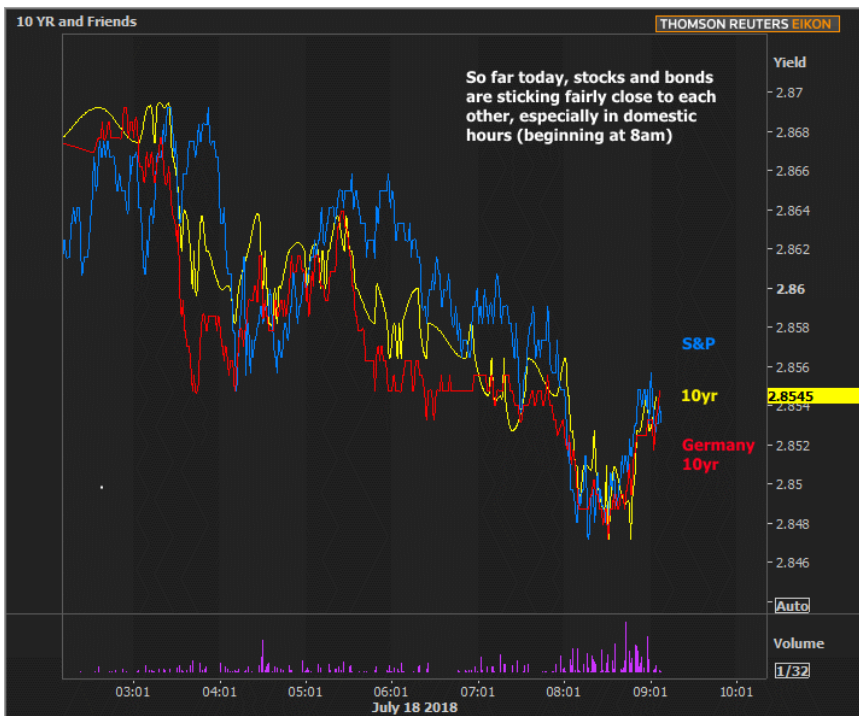 10 YR and Friends
THOMSON REUTERS EIKON
Yield
So far today, stocks and bonds
are sticking fairly close to each
other, especially in domestic
hours (beginning at 8am)
2.87
2.868
2.866
2.864
2.862
2.86
2.858
S&P
2.856
10yr
2.8545
2.854
Germany
10yr
2.852
2.85
2.848
2.846
Auto
Volume
1/32
03:01 04:01 05:01 06:01 07:01 08:01 09:01 10:01
July 18 2018